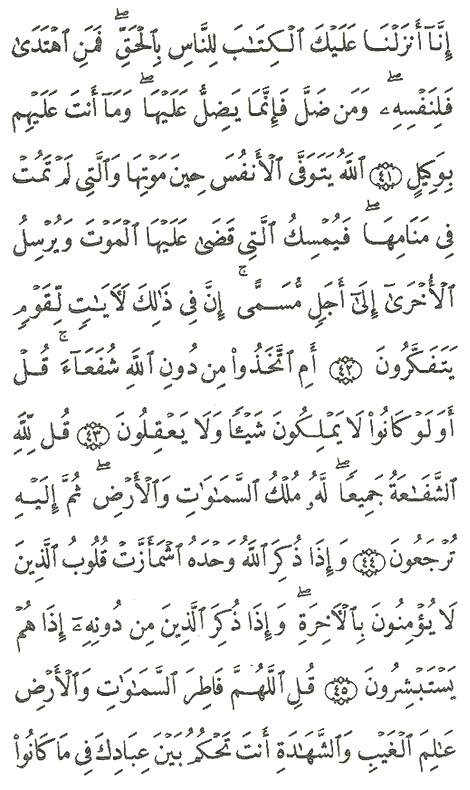 إِنَّآ أَنزَلْنَا عَلَيْكَ ٱلْكِتَٰبَ لِلنَّاسِ بِٱلْحَقِّ ۖ فَمَنِ ٱهْتَدَىٰ
فَلِنَفْسِهِۦ ۖ وَمَن ضَلَّ فَإِنَّمَا يَضِلُّ عَلَيْهَا ۖ وَمَآ أَنتَ عَلَيْهِم
بِوَكِيلٍ ﴿٤١﴾ ٱللَّهُ يَتَوَفَّى ٱلْأَنفُسَ حِينَ مَوْتِهَا وَٱلَّتِى لَمْ تَمُتْ
فِى مَنَامِهَا ۖ فَيُمْسِكُ ٱلَّتِى قَضَىٰ عَلَيْهَا ٱلْمَوْتَ وَيُرْسِلُ
ٱلْأُخْرَىٰٓ إِلَىٰٓ أَجَلٍ مُّسَمًّى ۚ إِنَّ فِى ذَٰلِكَ لَءَايَٰتٍ لِّقَوْمٍ
يَتَفَكَّرُونَ ﴿٤٢﴾ أَمِ ٱتَّخَذُوا۟ مِن دُونِ ٱللَّهِ شُفَعَآءَ ۚ قُلْ
أَوَلَوْ كَانُوا۟ لَا يَمْلِكُونَ شَيْـًٔا وَلَا يَعْقِلُونَ ﴿٤٣﴾ قُل لِّلَّهِ
ٱلشَّفَٰعَةُ جَمِيعًا ۖ لَّهُۥ مُلْكُ ٱلسَّمَٰوَٰتِ وَٱلْأَرْضِ ۖ ثُمَّ إِلَيْهِ
تُرْجَعُونَ ﴿٤٤﴾ وَإِذَا ذُكِرَ ٱللَّهُ وَحْدَهُ ٱشْمَأَزَّتْ قُلُوبُ ٱلَّذِينَ
لَا يُؤْمِنُونَ بِٱلْءَاخِرَةِ ۖ وَإِذَا ذُكِرَ ٱلَّذِينَ مِن دُونِهِۦٓ إِذَا هُمْ
يَسْتَبْشِرُونَ ﴿٤٥﴾ قُلِ ٱللَّهُمَّ فَاطِرَ ٱلسَّمَٰوَٰتِ وَٱلْأَرْضِ
عَٰلِمَ ٱلْغَيْبِ وَٱلشَّهَٰدَةِ أَنتَ تَحْكُمُ بَيْنَ عِبَادِكَ فِى مَا كَانُوا۟